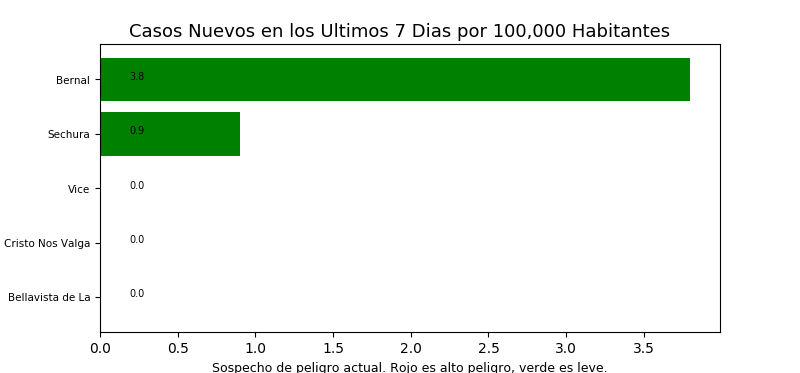 Casos Nuevos en los Ultimos 7 Dias por 100,000 Habitantes
Bernal 3.8
Sechura 0.9
Vice 0.0
Cristo Nos Valga 0.0
Bellavista de La 0.0
0.0 0.5 1.0 1.5 2.0 2.5 3.0 3.5
Sospecho de peligro actual. Rojo es alto peligro, verde es leve.